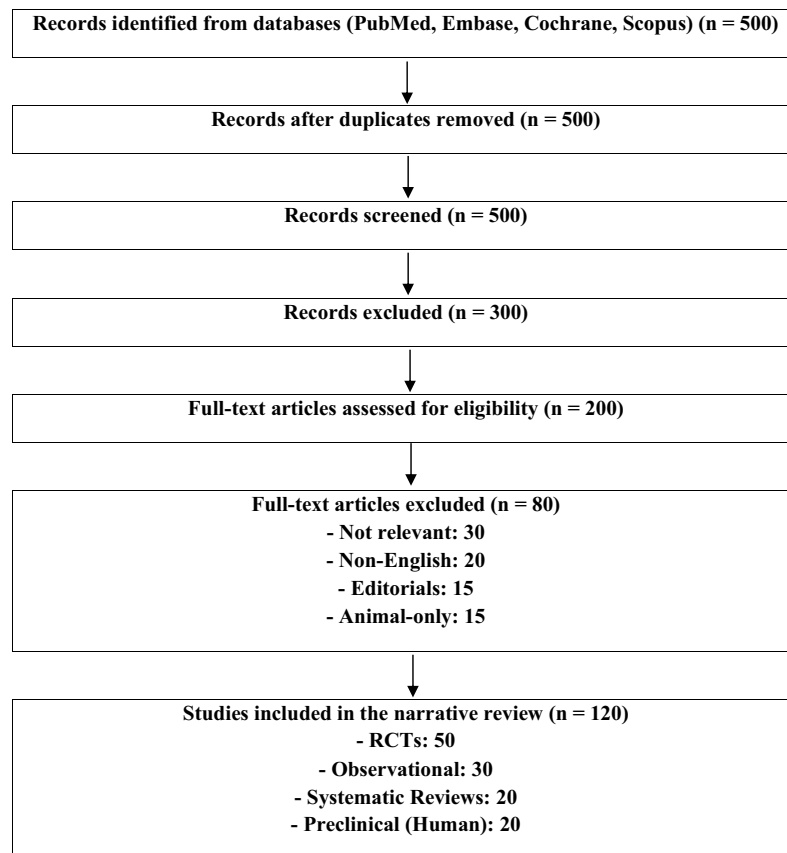 Records identified from databases (PubMed, Embase, Cochrane, Scopus) (n = 500)
Records after duplicates removed (n = 500)
Records screened (n = 500)
Records excluded (n = 300)
Full-text articles assessed for eligibility (n = 200)
Full-text articles excluded (n = 80)
- Not relevant: 30
- Non-English: 20
- Editorials: 15
- Animal-only: 15
Studies included in the narrative review (n = 120)
- RCTs: 50
- Observational: 30
- Systematic Reviews: 20
- Preclinical (Human): 20